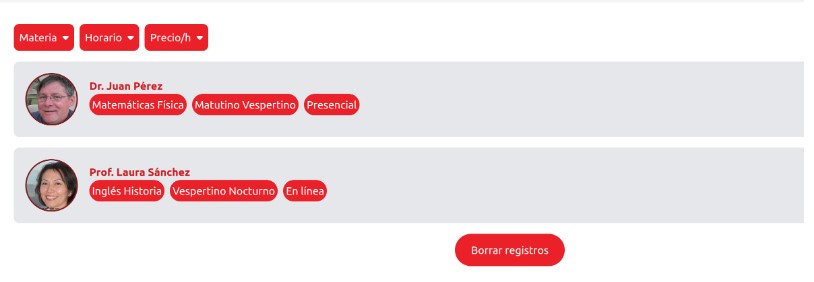 Materia Horario Precio/h
Dr. Juan Pérez
Matemáticas Física Matutino Vespertino Presencial
Prof. Laura Sánchez
Inglés Historia Vespertino Nocturno En línea
Borrar registros